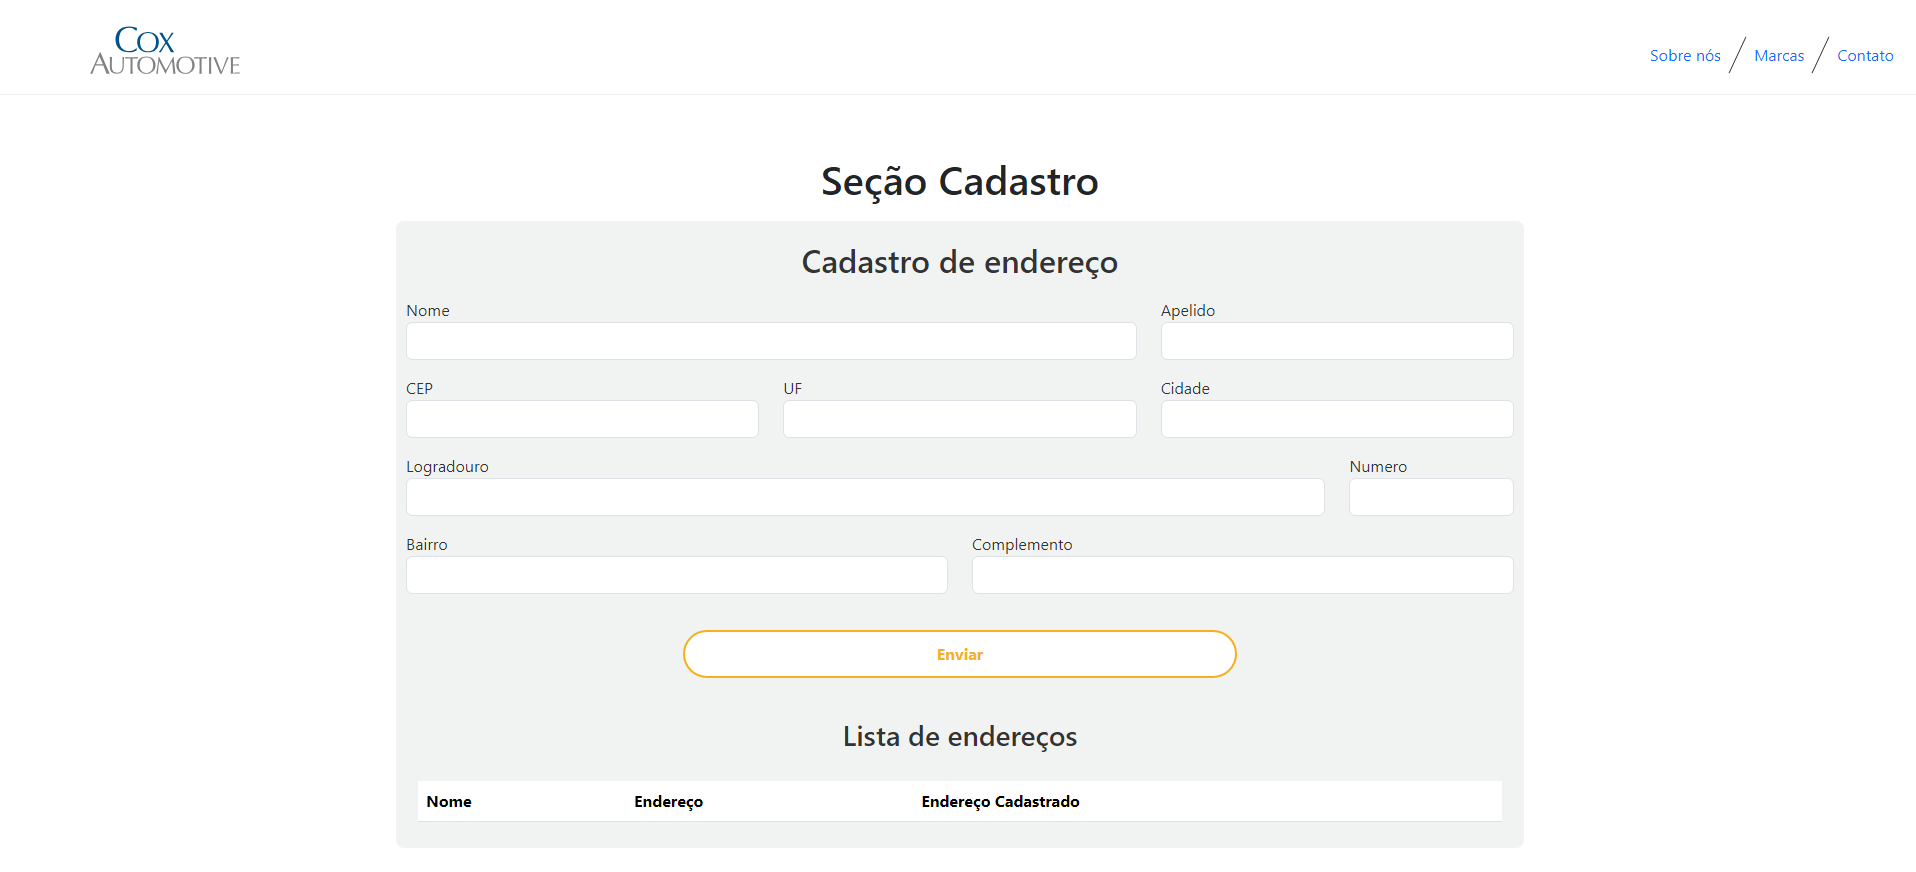 Cox
AUTOMOTIVE
Sobre nós / Marcas / Contato
Seção Cadastro
Cadastro de endereço
Nome Apelido
CEP UF Cidade
Logradouro Numero
Bairro Complemento
Enviar
Lista de endereços
Nome Endereço Endereço Cadastrado